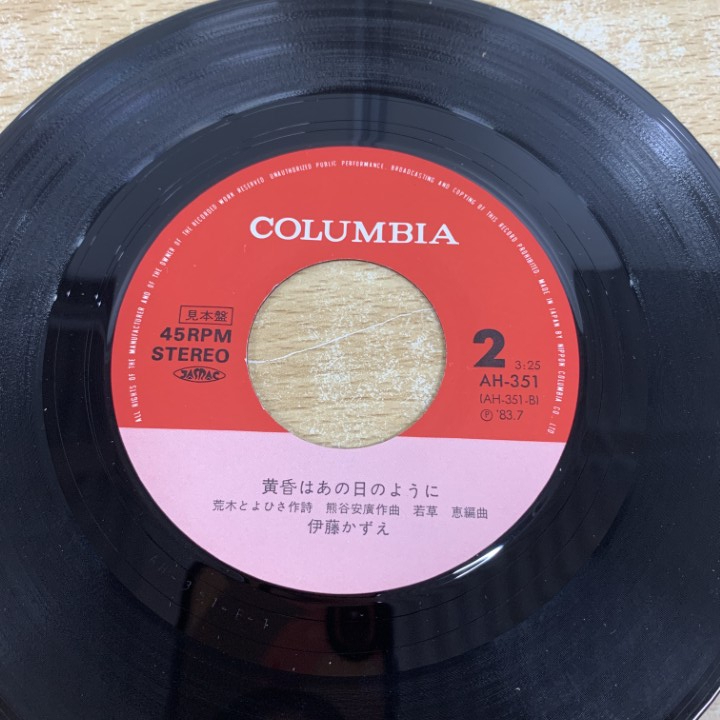 ALL RIGHTS OF THE MANUFACTURER AND OF THE OWNER OF THE RECORDED WORK RESERVED. UNAUTHORIZED PUBLIC PERFORMANCE. BROADCASTING AND COPYING OF THIS RECORD PROHIBITED. MADE IN JAPAN BY NIPPON COLUMBIA CO., LTD
COLUMBIA
見本盤
45RPM
STEREO
JASRAC
2 3:25
AH-351
(AH-351-B)
Ⓟ '83.7
黄昏はあの日のように
荒木とよひさ作詩 熊谷安廣作曲 若草 恵編曲
伊藤かずえ